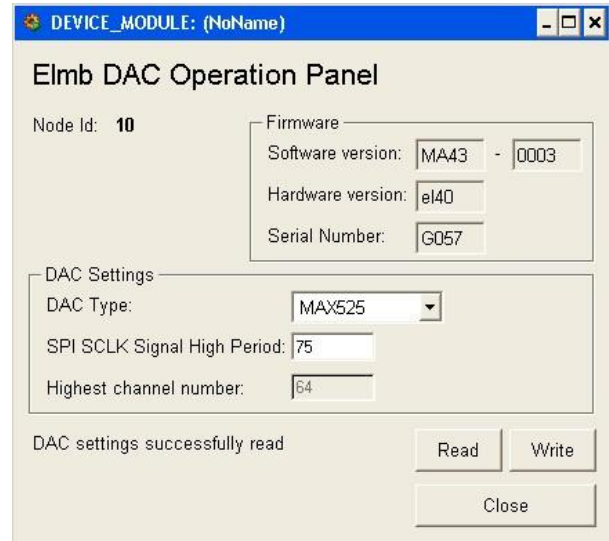 DEVICE_MODULE: (NoName)
Elmb DAC Operation Panel
Node Id: 10
Firmware
Software version: MA43 - 0003
Hardware version: el40
Serial Number: G057
DAC Settings
DAC Type: MAX525
SPI SCLK Signal High Period: 75
Highest channel number: 64
DAC settings successfully read
Read Write
Close